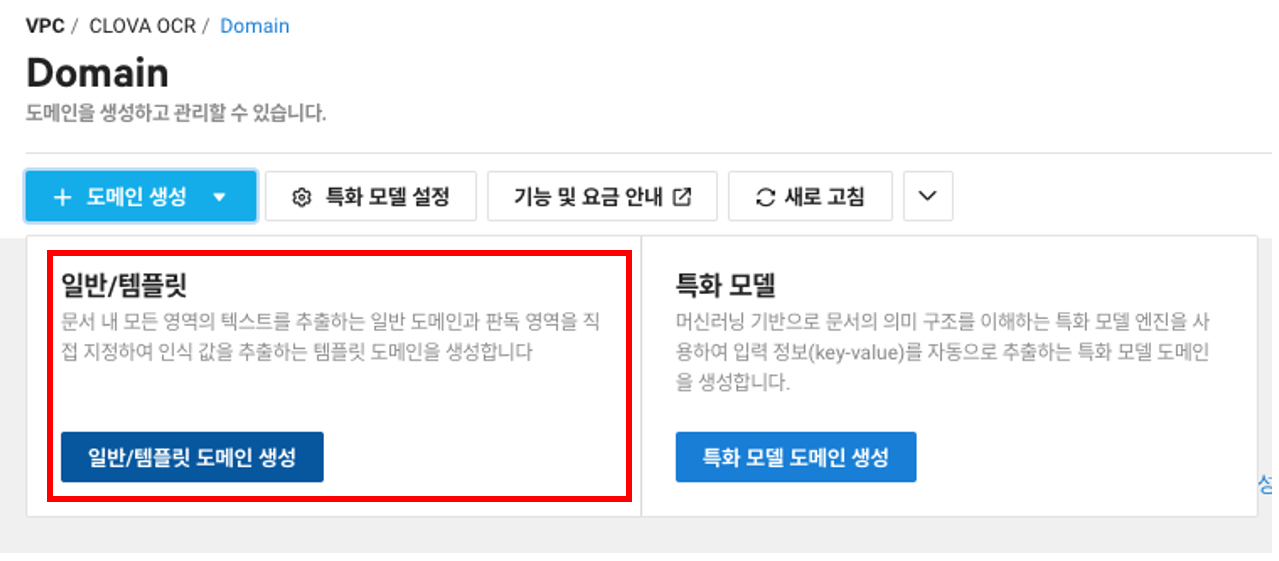 VPC / CLOVA OCR / Domain
Domain
도메인을 생성하고 관리할 수 있습니다.
+ 도메인 생성
특화 모델 설정
기능 및 요금 안내
새로 고침
일반/템플릿
문서 내 모든 영역의 텍스트를 추출하는 일반 도메인과 판독 영역을 직
접 지정하여 인식 값을 추출하는 템플릿 도메인을 생성합니다
일반/템플릿 도메인 생성
특화 모델
머신러닝 기반으로 문서의 의미 구조를 이해하는 특화 모델 엔진을 사
용하여 입력 정보(key-value)를 자동으로 추출하는 특화 모델 도메인
을 생성합니다.
특화 모델 도메인 생성